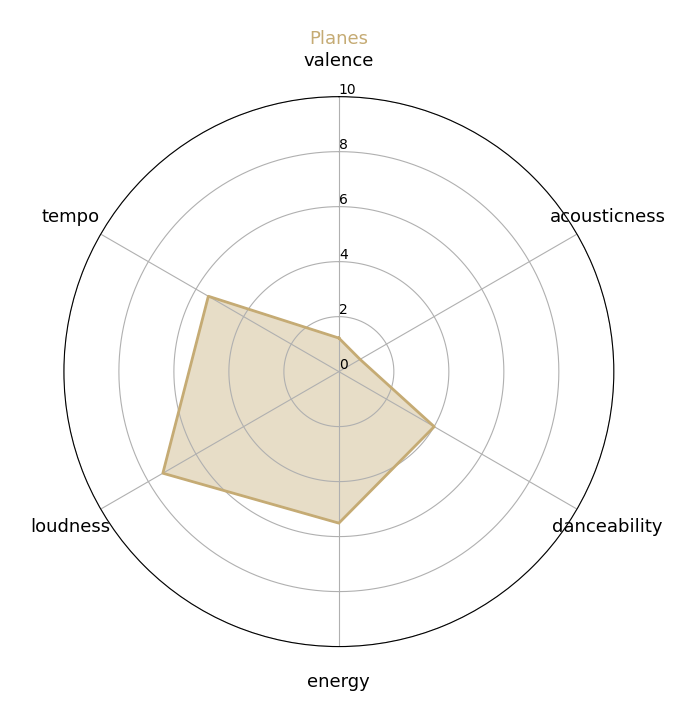 Planes
valence
10
8
6
4
2
0
tempo
acousticness
loudness
danceability
energy